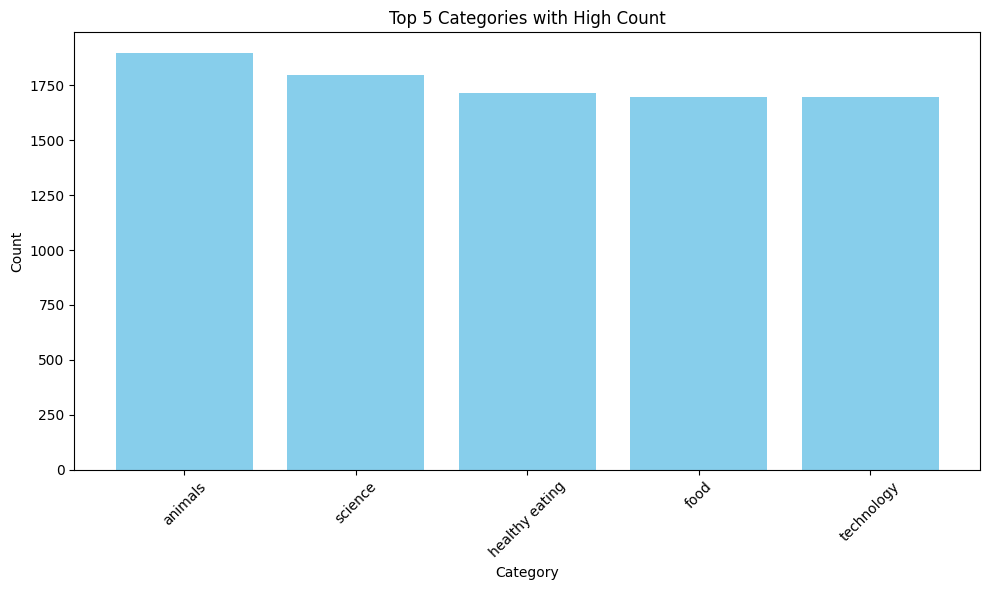 Top 5 Categories with High Count
1750
1500
1250
1000
750
500
250
0
Count
animals
science
healthy eating
food
technology
Category